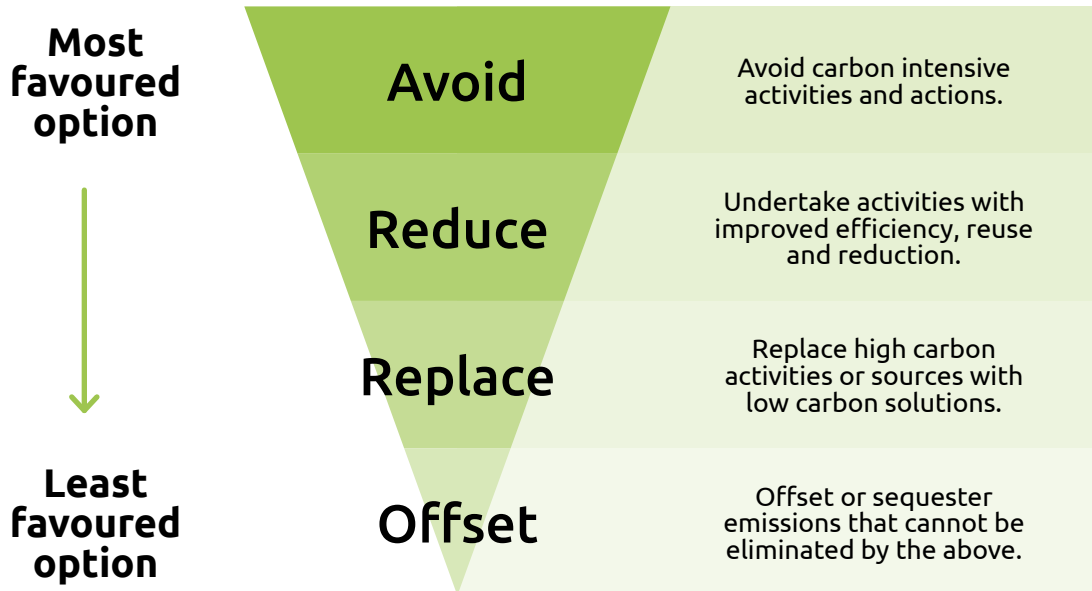 Most
favoured
option
Avoid
Avoid carbon intensive
activities and actions.
Reduce
Undertake activities with
improved efficiency, reuse
and reduction.
Replace
Replace high carbon
activities or sources with
low carbon solutions.
Least
favoured
option
Offset
Offset or sequester
emissions that cannot be
eliminated by the above.